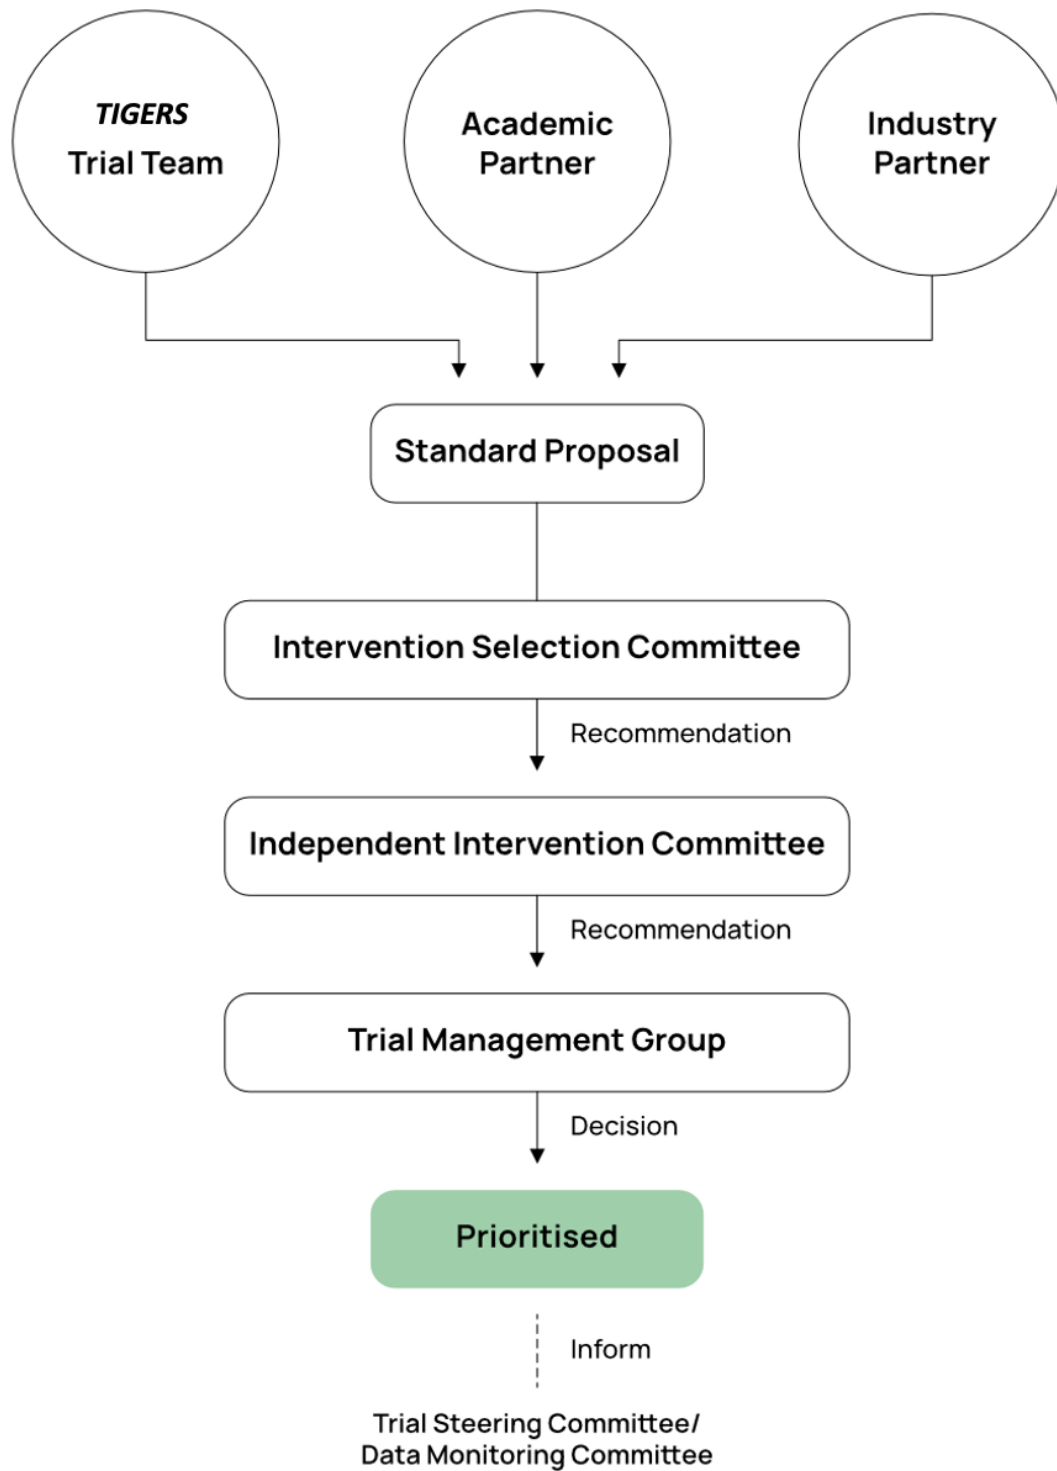 TIGERS
Trial Team
Academic
Partner
Industry
Partner
Standard Proposal
Intervention Selection Committee
Recommendation
Independent Intervention Committee
Recommendation
Trial Management Group
Decision
Prioritised
Inform
Trial Steering Committee/
Data Monitoring Committee